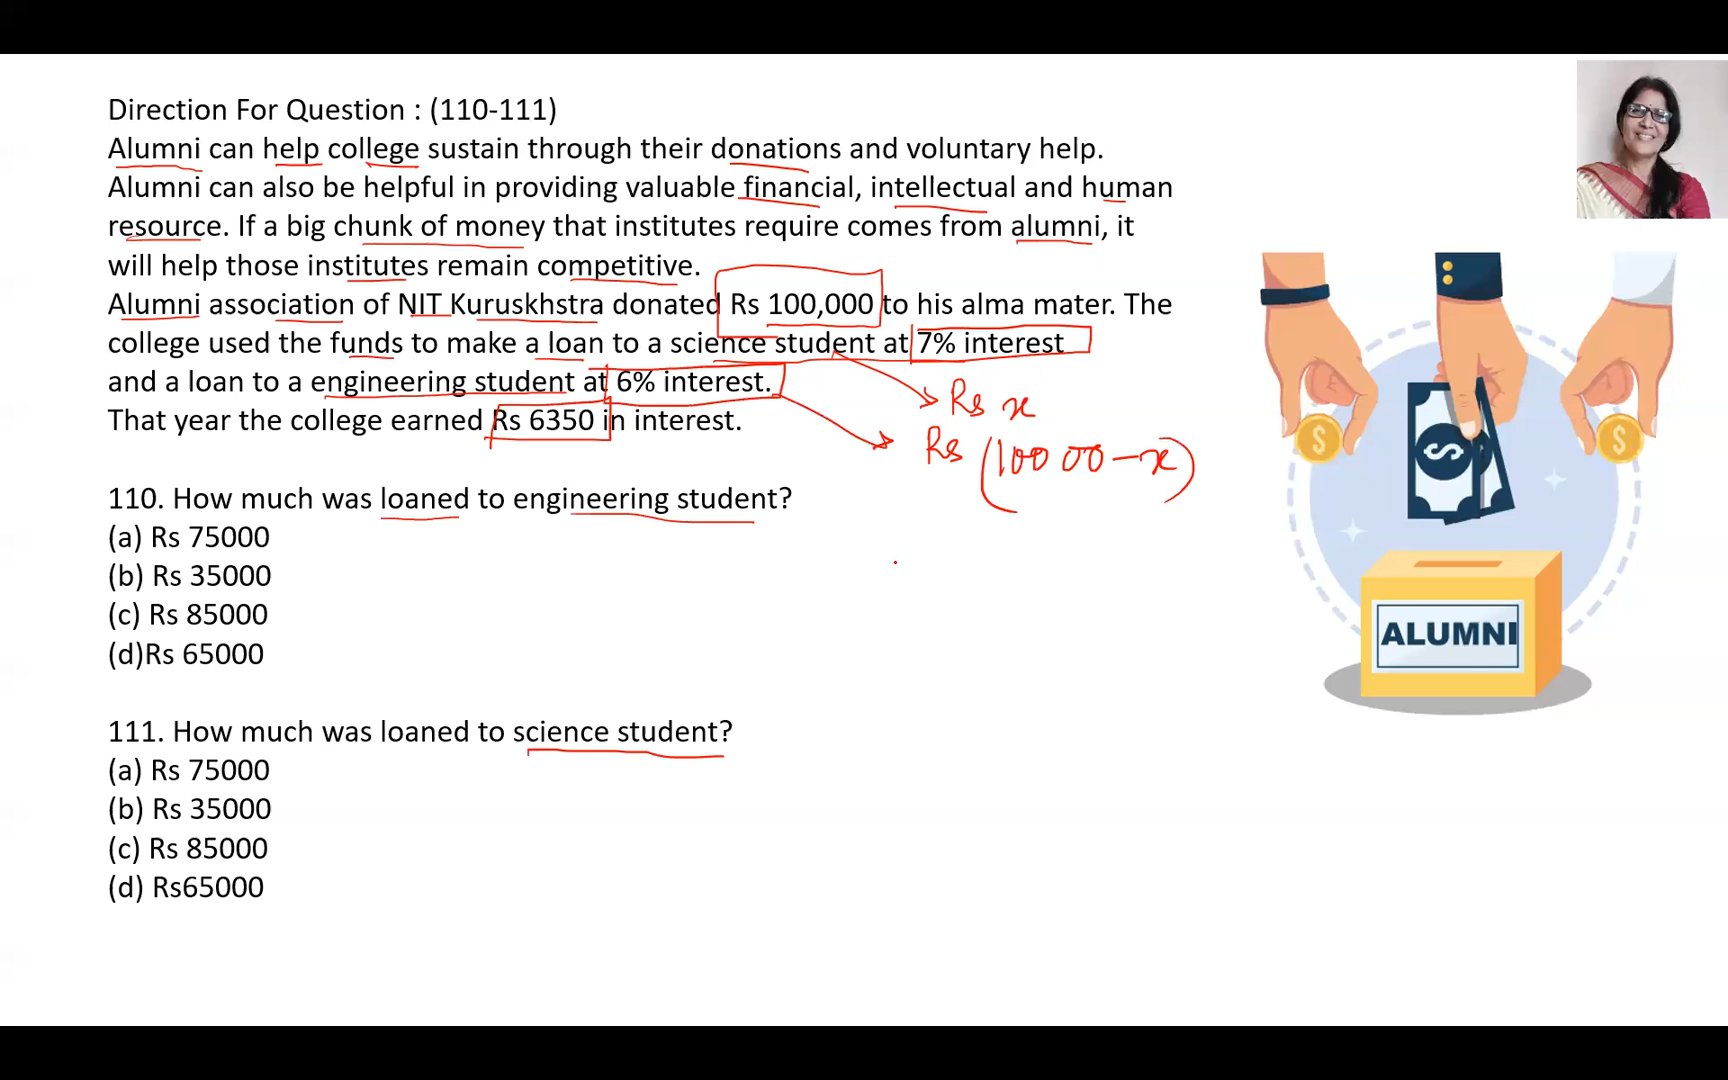 Direction For Question : (110-111)
Alumni can help college sustain through their donations and voluntary help.
Alumni can also be helpful in providing valuable financial, intellectual and human
resource. If a big chunk of money that institutes require comes from alumni, it
will help those institutes remain competitive.
Alumni association of NIT Kuruskhstra donated Rs 100,000 to his alma mater. The
college used the funds to make a loan to a science student at 7% interest
and a loan to a engineering student at 6% interest.
Rs x
That year the college earned Rs 6350 in interest.
Rs (100000-x)
110. How much was loaned to engineering student?
(a) Rs 75000
(b) Rs 35000
(c) Rs 85000
(d)Rs 65000
ALUMNI
111. How much was loaned to science student?
(a) Rs 75000
(b) Rs 35000
(c) Rs 85000
(d) Rs65000